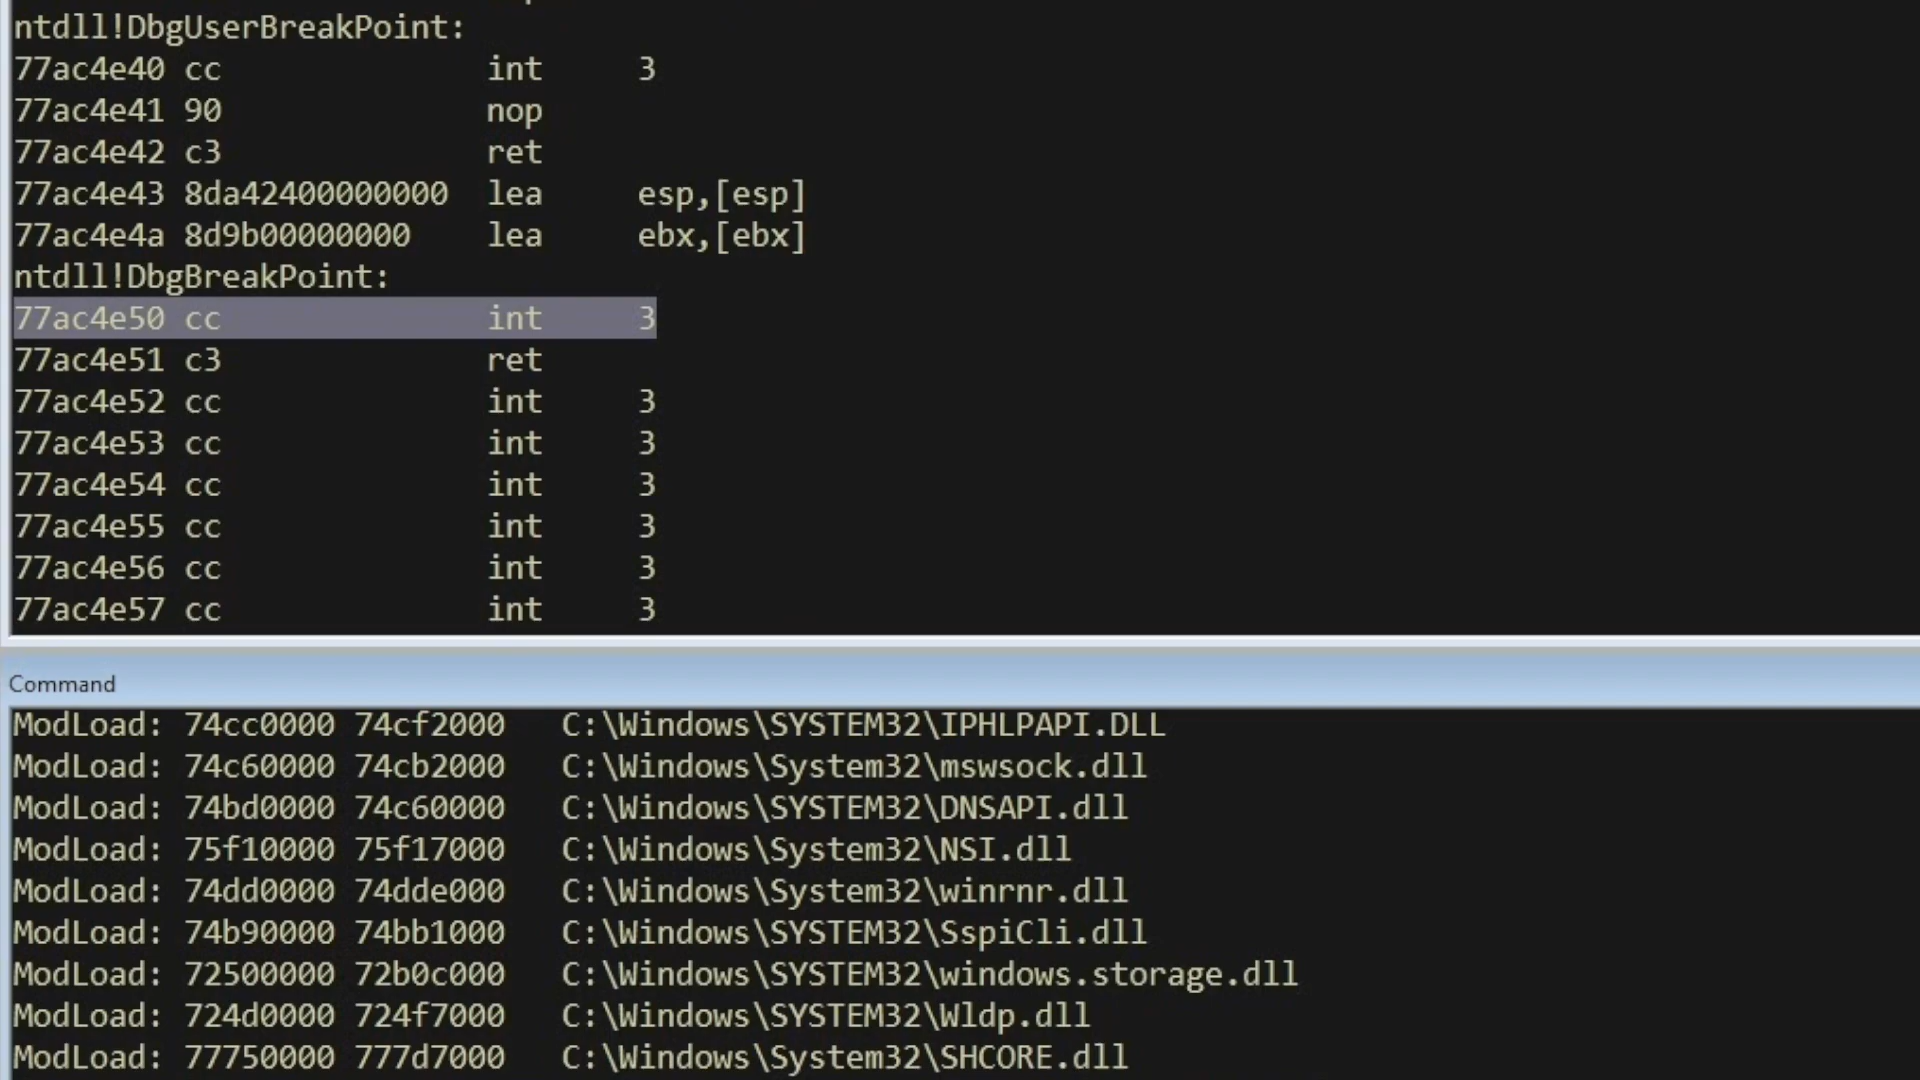 ntdll!DbgUserBreakPoint:
77ac4e40 cc int 3
77ac4e41 90 nop
77ac4e42 c3 ret
77ac4e43 8da42400000000 lea esp,[esp]
77ac4e4a 8d9b00000000 lea ebx,[ebx]
ntdll!DbgBreakPoint:
77ac4e50 cc int 3
77ac4e51 c3 ret
77ac4e52 cc int 3
77ac4e53 cc int 3
77ac4e54 cc int 3
77ac4e55 cc int 3
77ac4e56 cc int 3
77ac4e57 cc int 3
Command
ModLoad: 74cc0000 74cf2000 C:\Windows\SYSTEM32\IPHLPAPI.DLL
ModLoad: 74c60000 74cb2000 C:\Windows\System32\mswsock.dll
ModLoad: 74bd0000 74c60000 C:\Windows\SYSTEM32\DNSAPI.dll
ModLoad: 75f10000 75f17000 C:\Windows\System32\NSI.dll
ModLoad: 74dd0000 74dde000 C:\Windows\System32\winrnr.dll
ModLoad: 74b90000 74bb1000 C:\Windows\SYSTEM32\SspiCli.dll
ModLoad: 72500000 72b0c000 C:\Windows\SYSTEM32\windows.storage.dll
ModLoad: 724d0000 724f7000 C:\Windows\SYSTEM32\Wldp.dll
ModLoad: 77750000 777d7000 C:\Windows\System32\SHCORE.dll